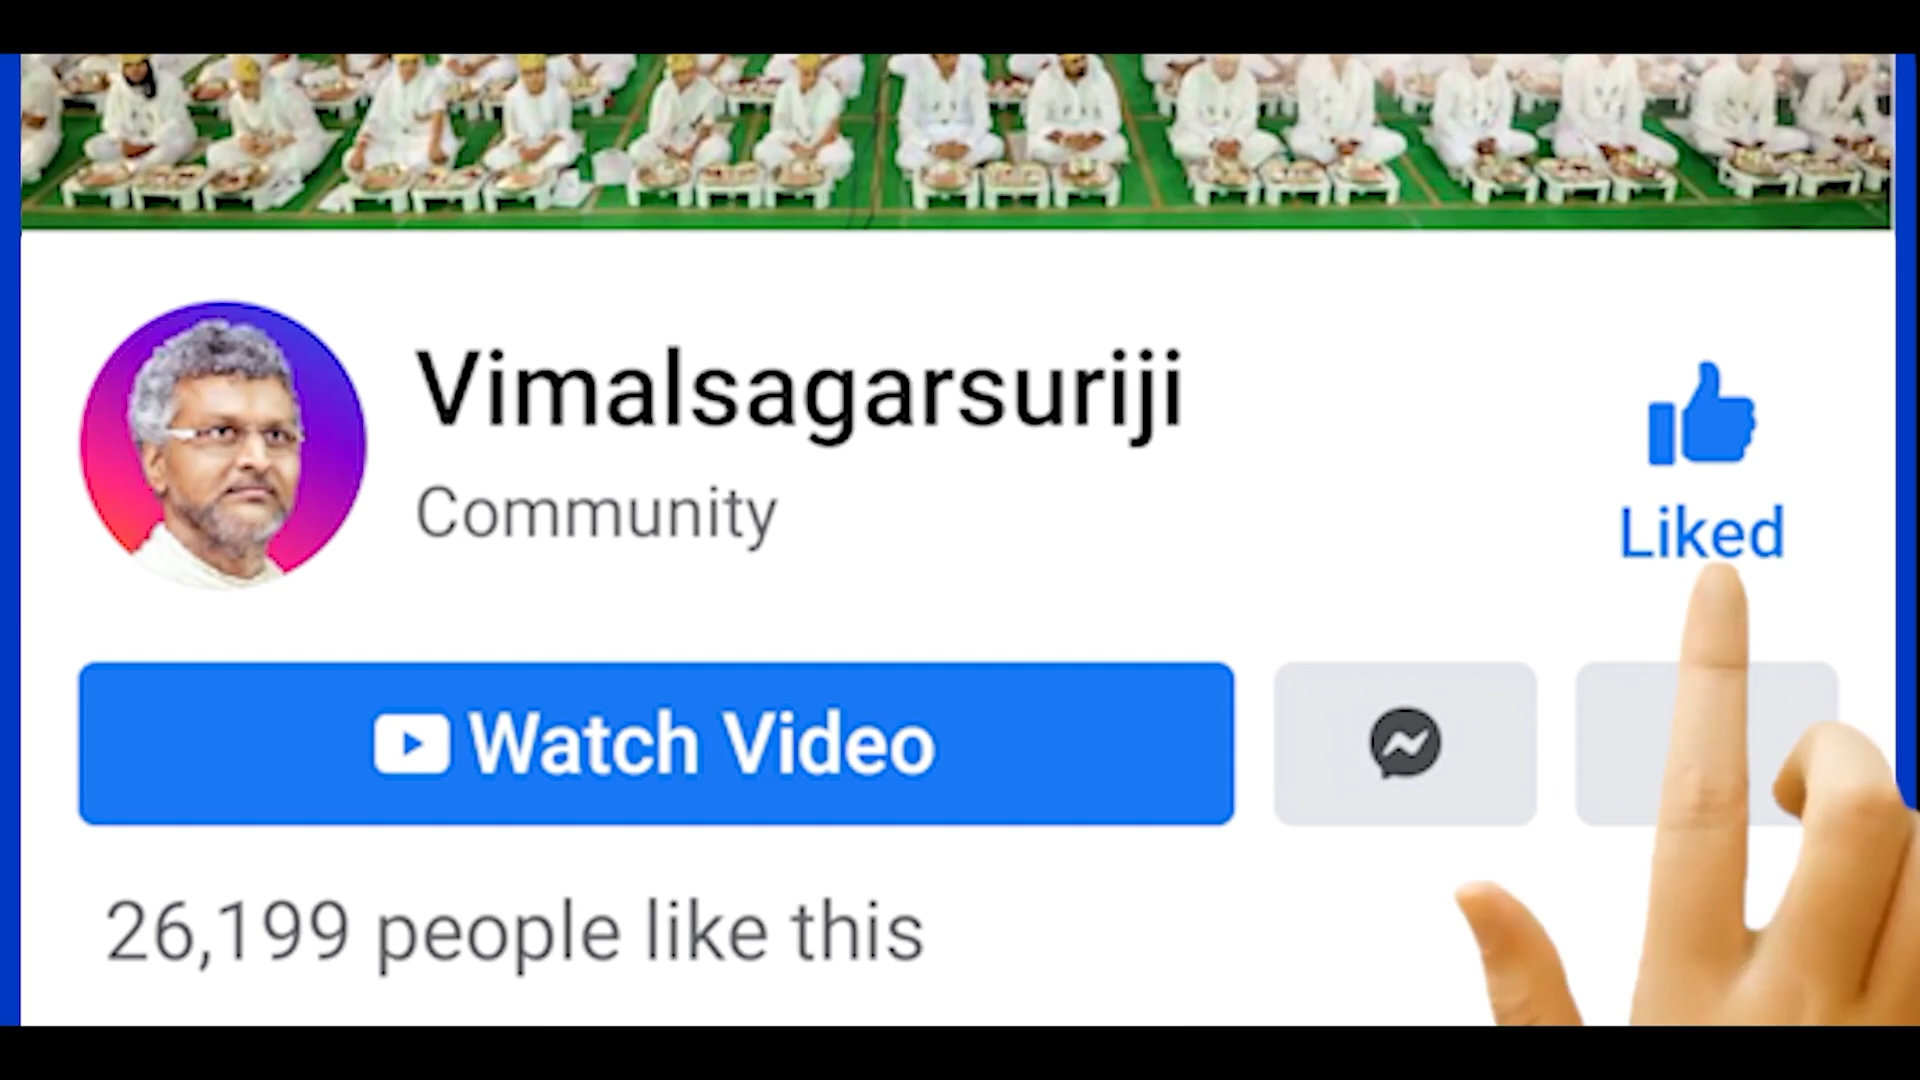 Vimalsagarsuriji
Community
Liked
Watch Video
26,199 people like this